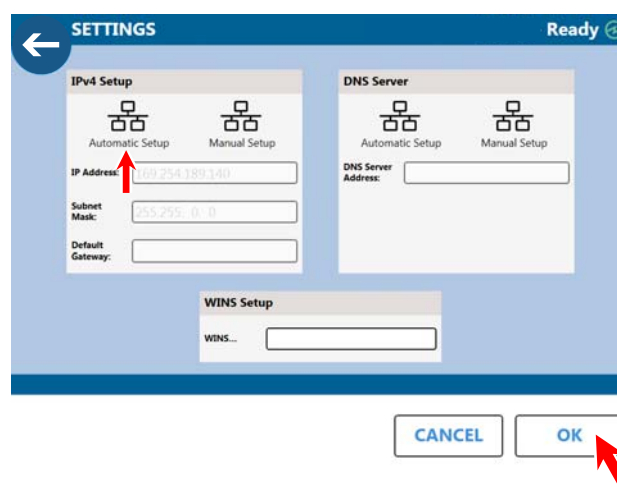 SETTINGS Ready
IPv4 Setup
Automatic Setup Manual Setup
IP Address: 169.254.189.140
Subnet
Mask: 255.255. 0 . 0
Default
Gateway:
DNS Server
Automatic Setup Manual Setup
DNS Server
Address:
WINS Setup
WINS...
CANCEL OK